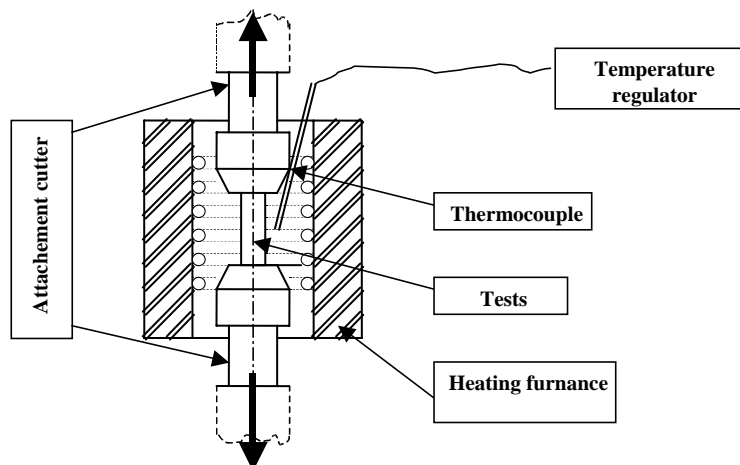 Temperature
regulator
Attachement cutter
Thermocouple
Tests
Heating furnance